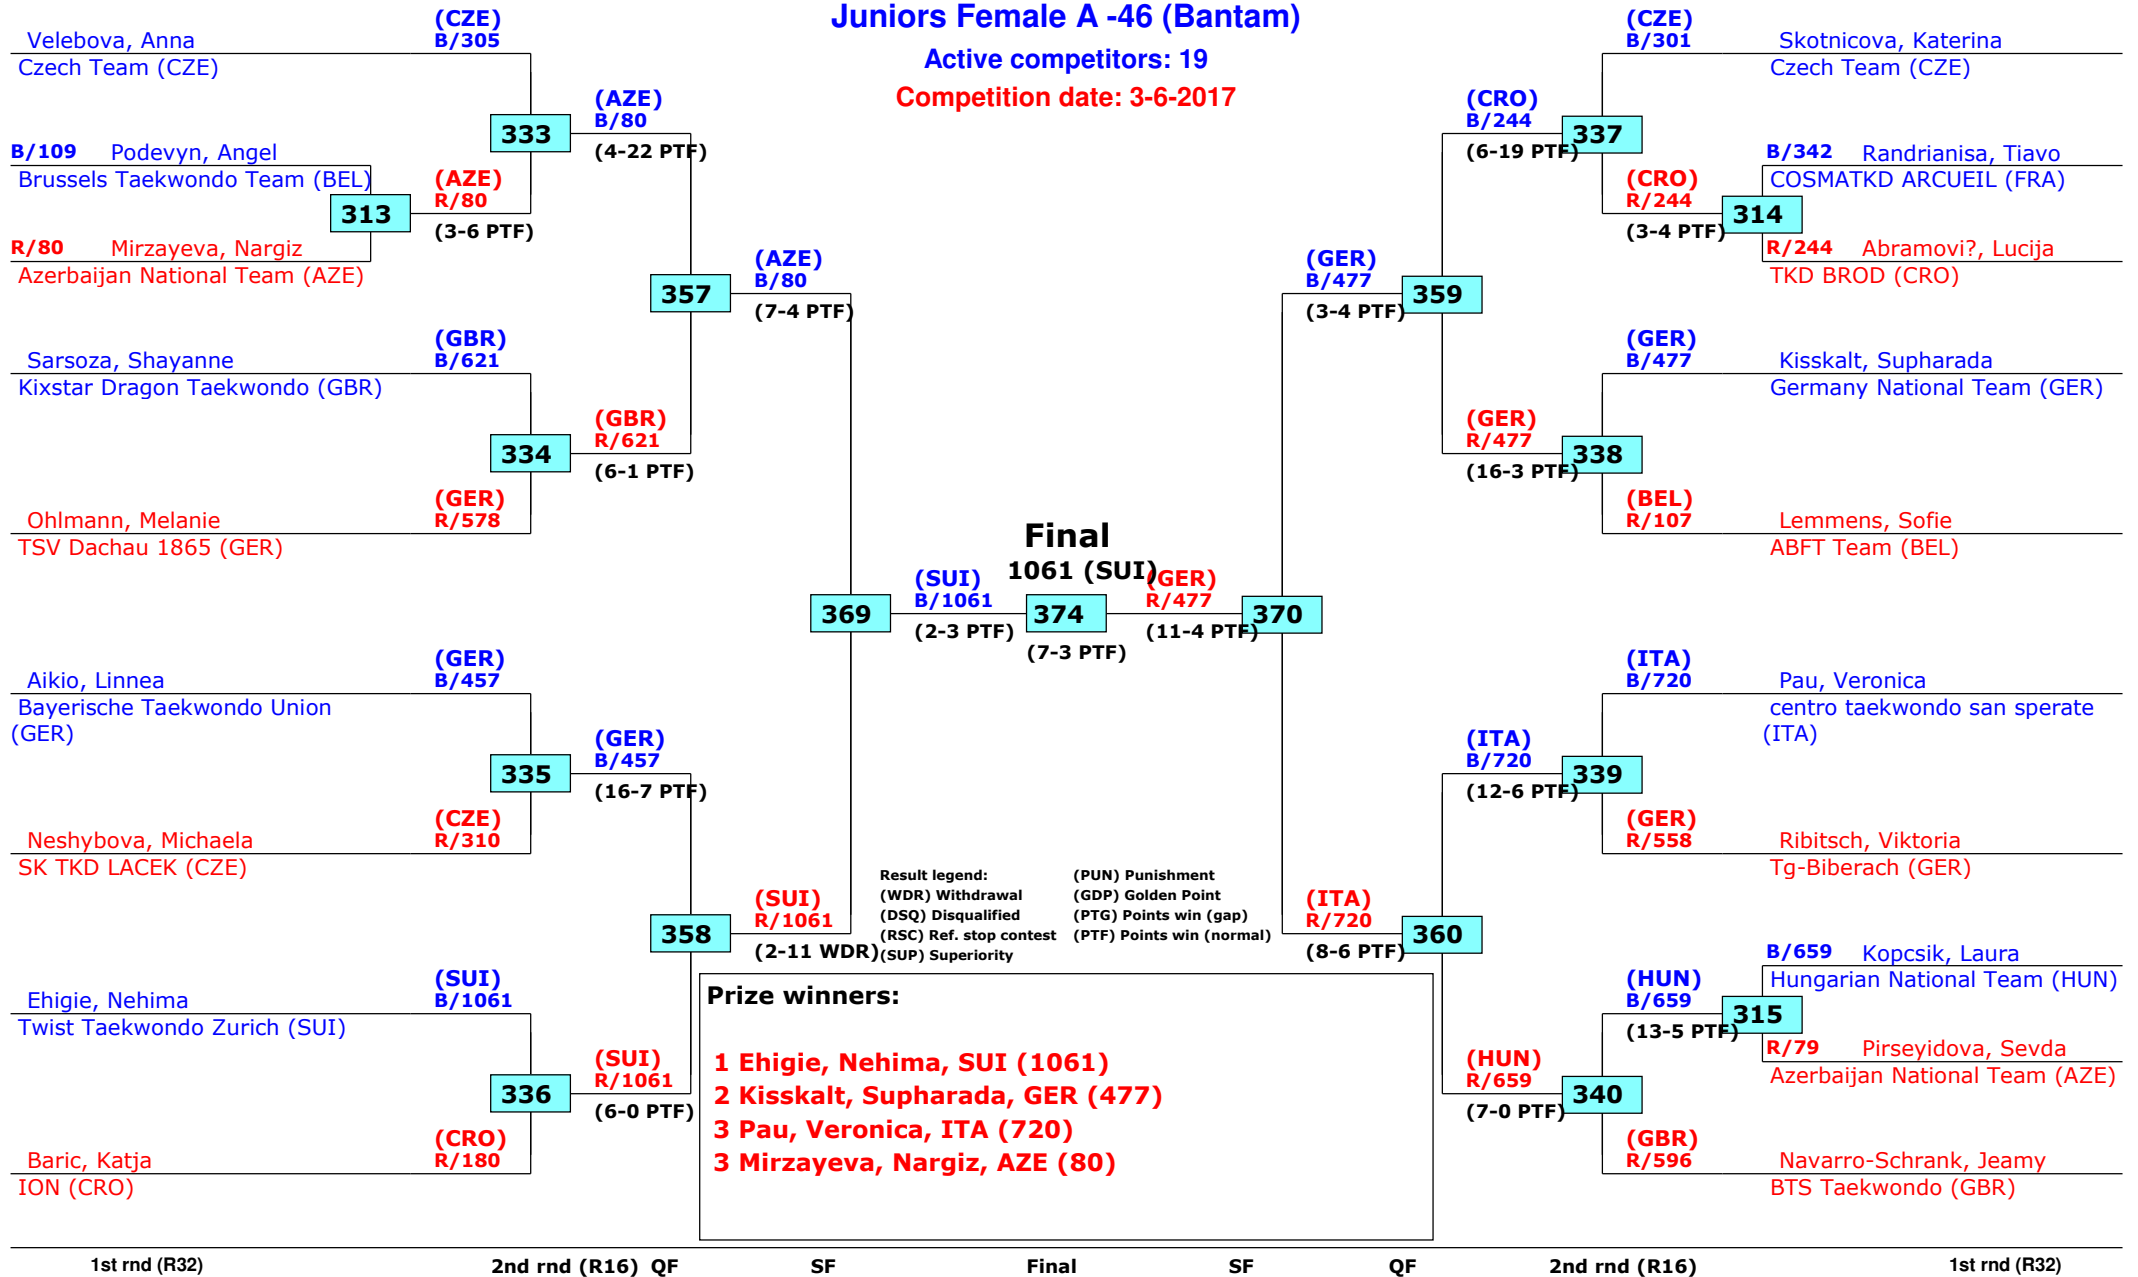 Juniors Female A -46 (Bantam)
Active competitors: 19
Competition date: 3-6-2017
(CZE)
Velebova, Anna B/305
Czech Team (CZE)
(AZE)
B/80
333
(4-22 PTF)
B/109 Podevyn, Angel
Brussels Taekwondo Team (BEL)
(AZE)
R/80
313
(3-6 PTF)
R/80 Mirzayeva, Nargiz
Azerbaijan National Team (AZE)
(AZE)
B/80
357
(7-4 PTF)
(GBR)
Sarsoza, Shayanne B/621
Kixstar Dragon Taekwondo (GBR)
(GBR)
R/621
334
(6-1 PTF)
(GER)
Ohlmann, Melanie R/578
TSV Dachau 1865 (GER)
(SUI)
B/1061
369
(2-3 PTF)
(GER)
Aikio, Linnea B/457
Bayerische Taekwondo Union
(GER)
(GER)
B/457
335
(16-7 PTF)
(CZE)
Neshybova, Michaela R/310
SK TKD LACEK (CZE)
(SUI)
R/1061
358
(2-11 WDR)
(SUI)
Ehigie, Nehima B/1061
Twist Taekwondo Zurich (SUI)
(SUI)
R/1061
336
(6-0 PTF)
(CRO)
Baric, Katja R/180
ION (CRO)
Final
1061 (SUI)
374
(7-3 PTF)
(GER)
R/477
370
(11-4 PTF)
(CZE)
B/301 Skotnicova, Katerina
Czech Team (CZE)
(CRO)
B/244
337
(6-19 PTF)
B/342 Randrianisa, Tiavo
COSMATKD ARCUEIL (FRA)
(CRO)
R/244
314
(3-4 PTF)
R/244 Abramovi?, Lucija
TKD BROD (CRO)
(GER)
B/477
359
(3-4 PTF)
(GER)
B/477 Kisskalt, Supharada
Germany National Team (GER)
(GER)
R/477
338
(16-3 PTF)
(BEL)
R/107 Lemmens, Sofie
ABFT Team (BEL)
(ITA)
B/720 Pau, Veronica
centro taekwondo san sperate
(ITA)
(ITA)
B/720
339
(12-6 PTF)
(GER)
R/558 Ribitsch, Viktoria
Tg-Biberach (GER)
(ITA)
R/720
360
(8-6 PTF)
B/659 Kopcsik, Laura
Hungarian National Team (HUN)
(HUN)
B/659
315
(13-5 PTF)
R/79 Pirseyidova, Sevda
Azerbaijan National Team (AZE)
(HUN)
R/659
340
(7-0 PTF)
(GBR)
R/596 Navarro-Schrank, Jeamy
BTS Taekwondo (GBR)
Result legend: (PUN) Punishment
(WDR) Withdrawal (GDP) Golden Point
(DSQ) Disqualified (PTG) Points win (gap)
(RSC) Ref. stop contest (PTF) Points win (normal)
(SUP) Superiority
Prize winners:
1 Ehigie, Nehima, SUI (1061)
2 Kisskalt, Supharada, GER (477)
3 Pau, Veronica, ITA (720)
3 Mirzayeva, Nargiz, AZE (80)
1st rnd (R32) 2nd rnd (R16) QF SF Final SF QF 2nd rnd (R16) 1st rnd (R32)